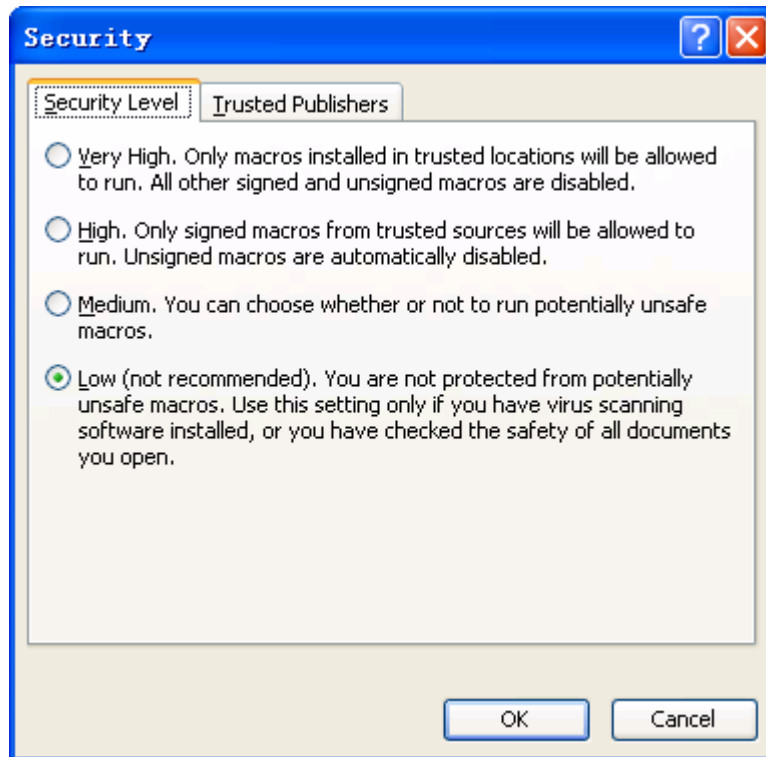 Security
Security Level
Trusted Publishers
Very High. Only macros installed in trusted locations will be allowed
to run. All other signed and unsigned macros are disabled.
High. Only signed macros from trusted sources will be allowed to
run. Unsigned macros are automatically disabled.
Medium. You can choose whether or not to run potentially unsafe
macros.
Low (not recommended). You are not protected from potentially
unsafe macros. Use this setting only if you have virus scanning
software installed, or you have checked the safety of all documents
you open.
OK
Cancel